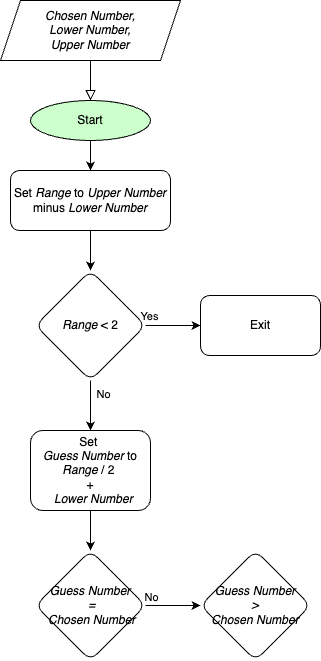 Chosen Number,
Lower Number,
Upper Number
Start
Set Range to Upper Number
minus Lower Number
Range < 2
Yes
Exit
No
Set
Guess Number to
Range / 2
+
Lower Number
Guess Number
=
Chosen Number
No
Guess Number
>
Chosen Number